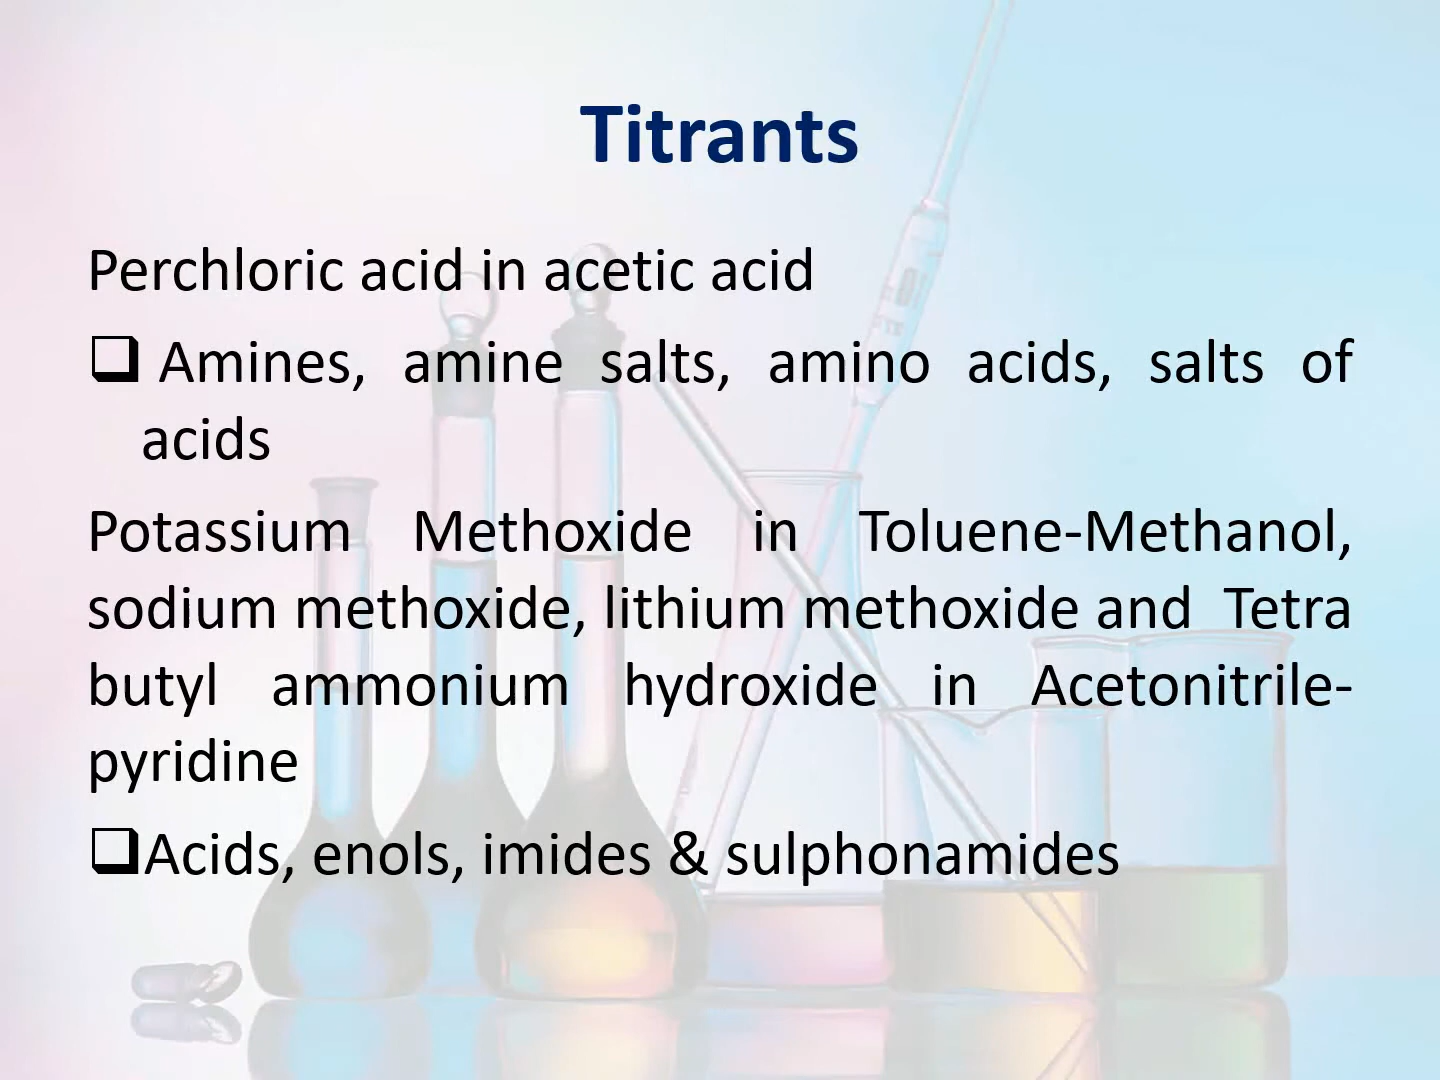 Titrants
Perchloric acid in acetic acid
❑ Amines, amine salts, amino acids, salts of
acids
Potassium Methoxide in Toluene-Methanol,
sodium methoxide, lithium methoxide and Tetra
butyl ammonium hydroxide in Acetonitrile-
pyridine
❑Acids, enols, imides & sulphonamides